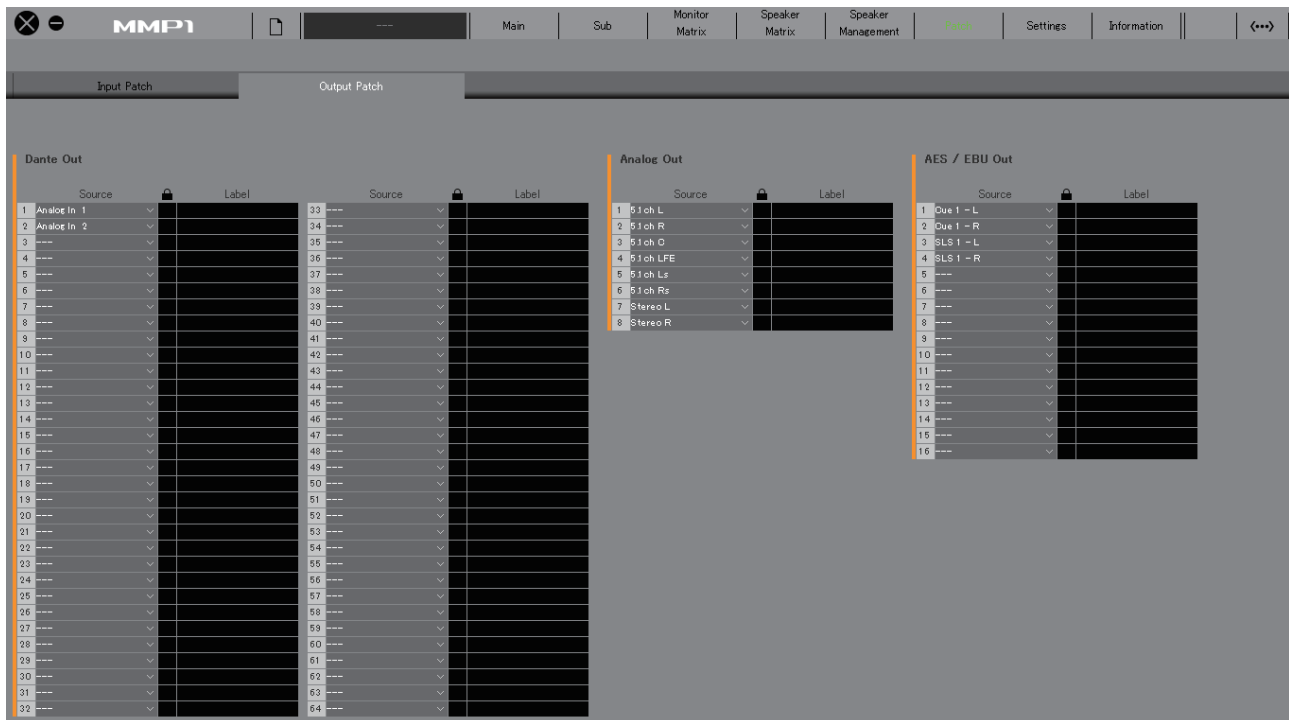 MMP1
---
Main
Sub
Monitor
Matrix
Speaker
Matrix
Speaker
Management
Settings
Information
Input Patch
Output Patch
Dante Out
Source Label
1 Analog In 1
2 Analog In 2
3 ---
4 ---
5 ---
6 ---
7 ---
8 ---
9 ---
10 ---
11 ---
12 ---
13 ---
14 ---
15 ---
16 ---
17 ---
18 ---
19 ---
20 ---
21 ---
22 ---
23 ---
24 ---
25 ---
26 ---
27 ---
28 ---
29 ---
30 ---
31 ---
32 ---
Source Label
33 ---
34 ---
35 ---
36 ---
37 ---
38 ---
39 ---
40 ---
41 ---
42 ---
43 ---
44 ---
45 ---
46 ---
47 ---
48 ---
49 ---
50 ---
51 ---
52 ---
53 ---
54 ---
55 ---
56 ---
57 ---
58 ---
59 ---
60 ---
61 ---
62 ---
63 ---
64 ---
Analog Out
Source Label
1 5.1ch L
2 5.1ch R
3 5.1ch C
4 5.1ch LFE
5 5.1ch Ls
6 5.1ch Rs
7 Stereo L
8 Stereo R
AES / EBU Out
Source Label
1 Cue 1 - L
2 Cue 1 - R
3 SLS 1 - L
4 SLS 1 - R
5 ---
6 ---
7 ---
8 ---
9 ---
10 ---
11 ---
12 ---
13 ---
14 ---
15 ---
16 ---